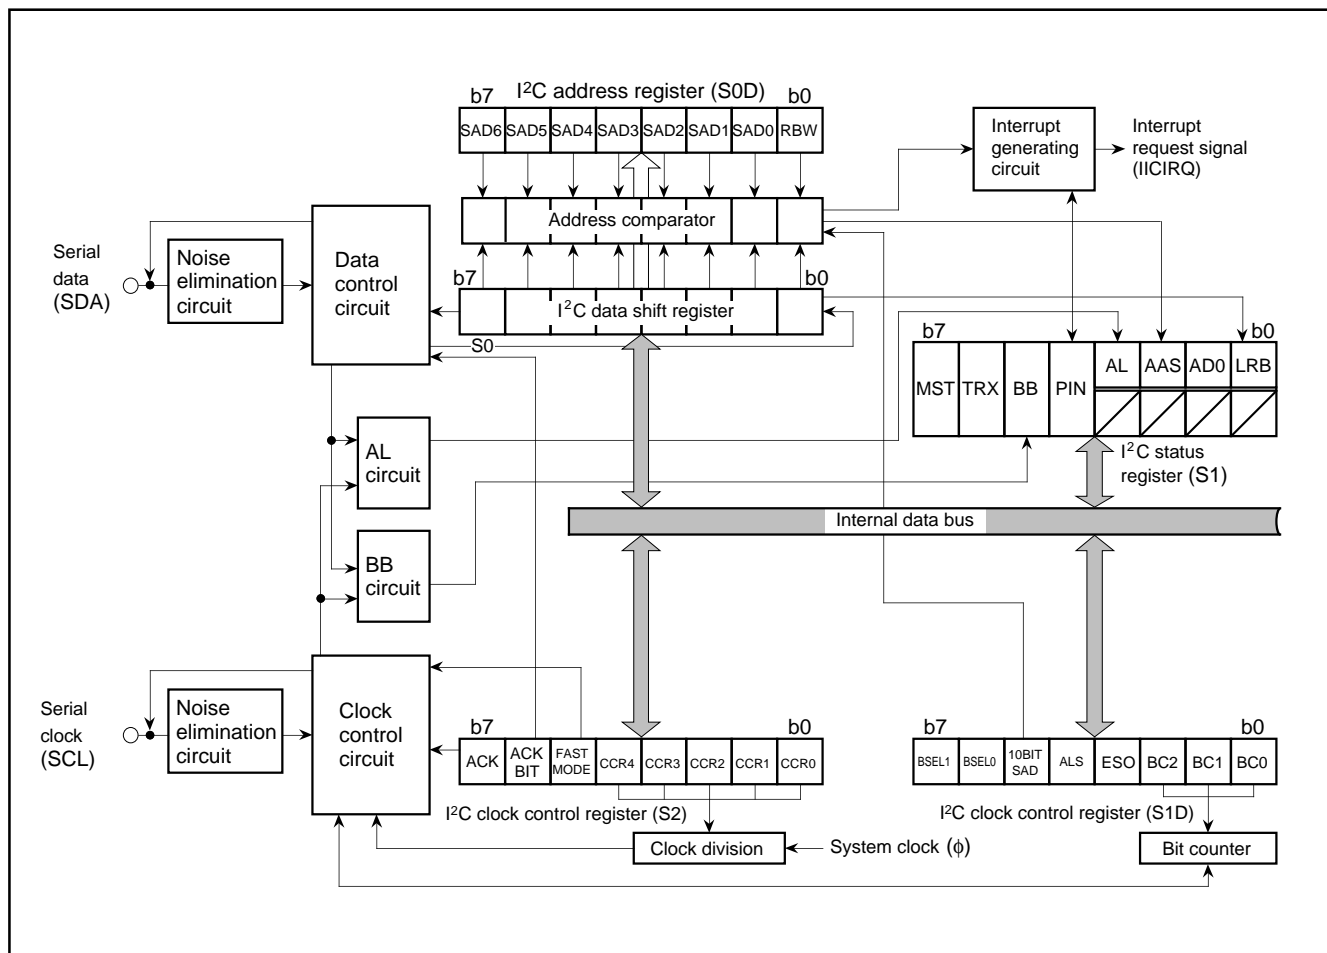 I²C address register (S0D)
b7 b0
SAD6 SAD5 SAD4 SAD3 SAD2 SAD1 SAD0 RBW
Interrupt
generating
circuit
Interrupt
request signal
(IICIRQ)
Address comparator
Serial
data
(SDA)
Noise
elimination
circuit
Data
control
circuit
b7 b0
I²C data shift register
S0
b7 b0
MST TRX BB PIN AL AAS AD0 LRB
I²C status
register (S1)
AL
circuit
Internal data bus
BB
circuit
Serial
clock
(SCL)
Noise
elimination
circuit
Clock
control
circuit
b7 b0
ACK ACK BIT FAST MODE CCR4 CCR3 CCR2 CCR1 CCR0
I²C clock control register (S2)
Clock division
System clock (ϕ)
b7 b0
BSEL1 BSEL0 10BIT SAD ALS ESO BC2 BC1 BC0
I²C clock control register (S1D)
Bit counter